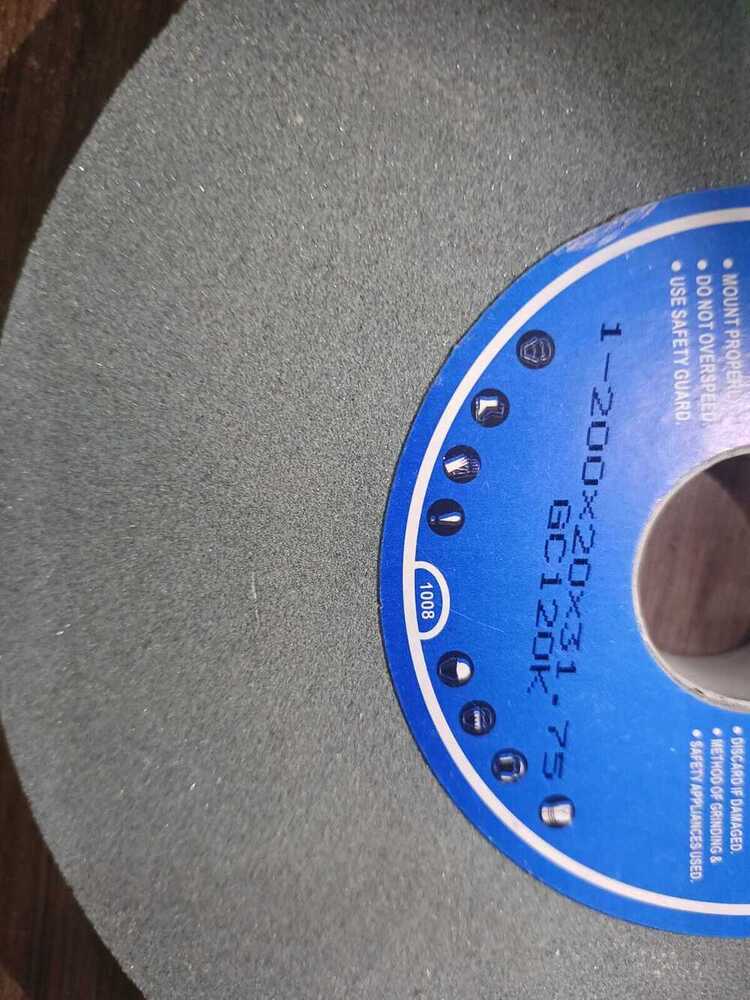 • MOUNT PROPER
• DO NOT OVERSPEED.
• USE SAFETY GUARD.
1-200x20x31.75
GC120K
1008
• DISCARD IF DAMAGED.
• METHOD OF GRINDING &
• SAFETY APPLIANCES USED.